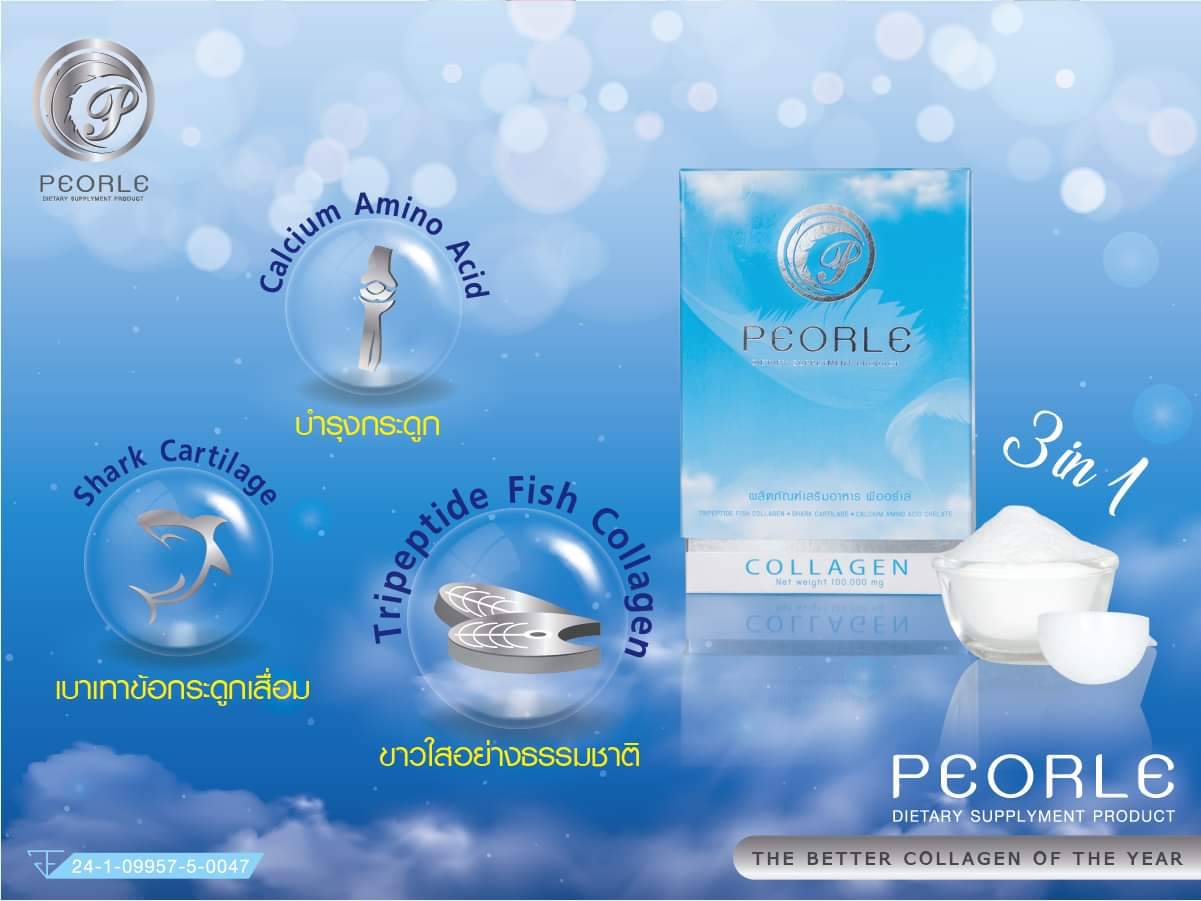 PEORLE
DIETARY SUPPLYMENT PRODUCT
Calcium Amino Acid
บำรุงกระดูก
Shark Cartilage
เบาเทาข้อกระดูกเสื่อม
Tripeptide Fish Collagen
ขาวใสอย่างธรรมชาติ
PEORLE
DIETARY SUPPLYMENT PRODUCT
ผลิตภัณฑ์เสริมอาหาร พีออร์เล่
TRIPEPTIDE FISH COLLAGEN • SHARK CARTILAGE • CALCIUM AMINO ACID CHELATE
COLLAGEN
Net weight 100,000 mg
3 in 1
PEORLE
DIETARY SUPPLYMENT PRODUCT
THE BETTER COLLAGEN OF THE YEAR
24-1-09957-5-0047